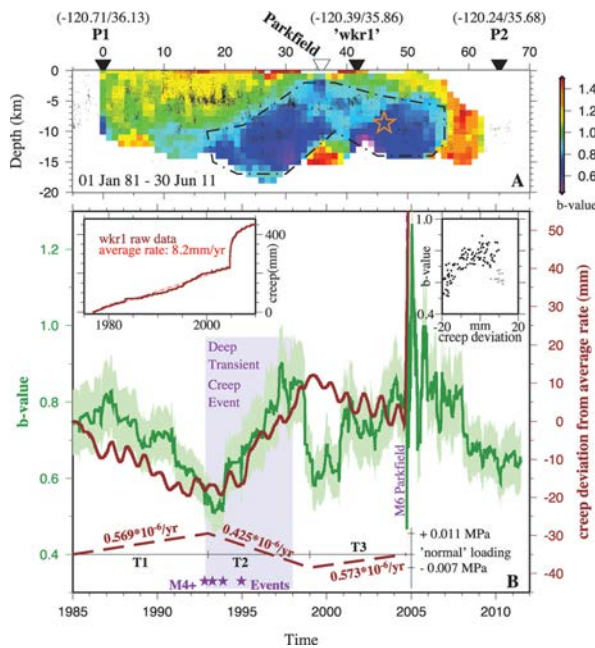 (-120.71/36.13) (-120.39/35.86) (-120.24/35.68)
P1 Parkfield 'wkr1' P2
0 10 20 30 40 50 60 70
Depth (km)
0
-5
-10
-15
-20
01 Jan 81 - 30 Jun 11
A
1.4
1.2
1.0
0.8
0.6
b-value
b-value
1.2
1.0
0.8
0.6
0.4
wkr1 raw data
average rate: 8.2mm/yr
400
200
0
creep(mm)
1980 2000
1.0
b-value
0.4
-20 0 20
mm
creep deviation
Deep
Transient
Creep
Event
M6 Parkfield
50
40
30
20
10
0
-10
-20
-30
-40
creep deviation from average rate (mm)
0.569*10-6/yr
0.425*10-6/yr
0.573*10-6/yr
T1 T2 T3
+ 0.011 MPa
'normal' loading
- 0.007 MPa
M4+ Events
B
1985 1990 1995 2000 2005 2010
Time